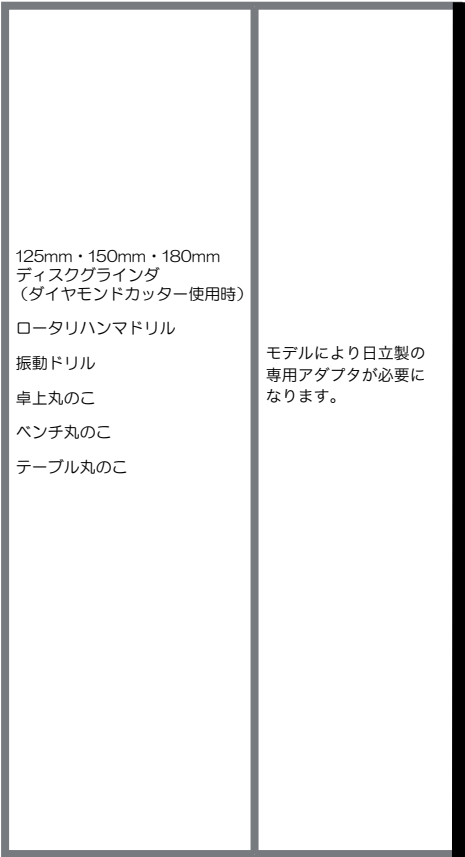 125mm・150mm・180mm
ディスクグラインダ
（ダイヤモンドカッター使用時）
ロータリハンマドリル
振動ドリル
卓上丸のこ
ベンチ丸のこ
テーブル丸のこ
モデルにより日立製の
専用アダプタが必要に
なります。